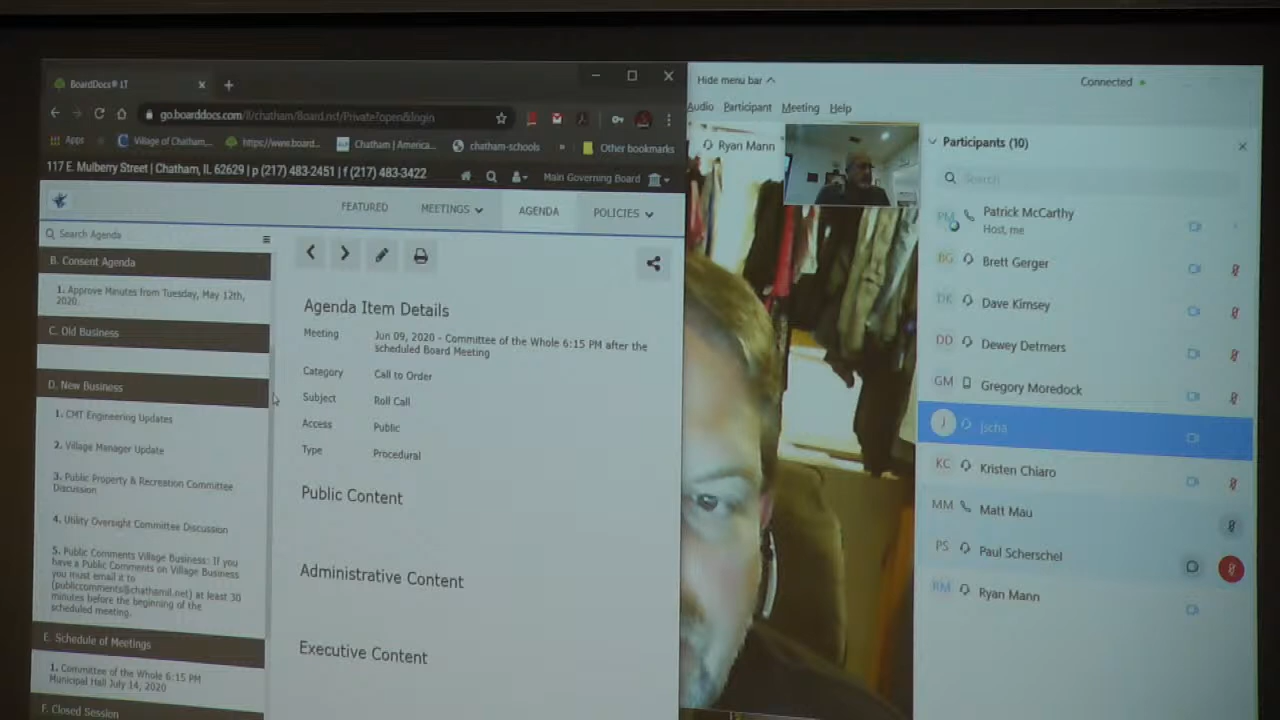 BoardDocs® LT
go.boarddocs.com/il/chatham/Board.nsf/Private?open&login
Apps
Village of Chatham...
https://www.board...
Chatham | America...
chatham-schools
»
Other bookmarks
117 E. Mulberry Street | Chatham, IL 62629 | p (217) 483-2451 | f (217) 483-3422
Main Governing Board
FEATURED
MEETINGS
AGENDA
POLICIES
Search Agenda
B. Consent Agenda
1. Approve Minutes from Tuesday, May 12th,
2020.
C. Old Business
D. New Business
1. CMT Engineering Updates
2. Village Manager Update
3. Public Property & Recreation Committee
Discussion
4. Utility Oversight Committee Discussion
5. Public Comments Village Business: If you
have a Public Comments on Village Business
you must email it to
(publiccomments@chathamil.net) at least 30
minutes before the beginning of the
scheduled meeting.
E. Schedule of Meetings
1. Committee of the Whole 6:15 PM
Municipal Hall July 14, 2020
F. Closed Session
Agenda Item Details
Meeting
Jun 09, 2020 - Committee of the Whole 6:15 PM after the
scheduled Board Meeting
Category
Call to Order
Subject
Roll Call
Access
Public
Type
Procedural
Public Content
Administrative Content
Executive Content
Hide menu bar
Connected
Audio
Participant
Meeting
Help
Ryan Mann
Participants (10)
Search
PM
Patrick McCarthy
Host, me
BG
Brett Gerger
DK
Dave Kimsey
DD
Dewey Detmers
GM
Gregory Moredock
J
jscha
KC
Kristen Chiaro
MM
Matt Mau
PS
Paul Scherschel
RM
Ryan Mann